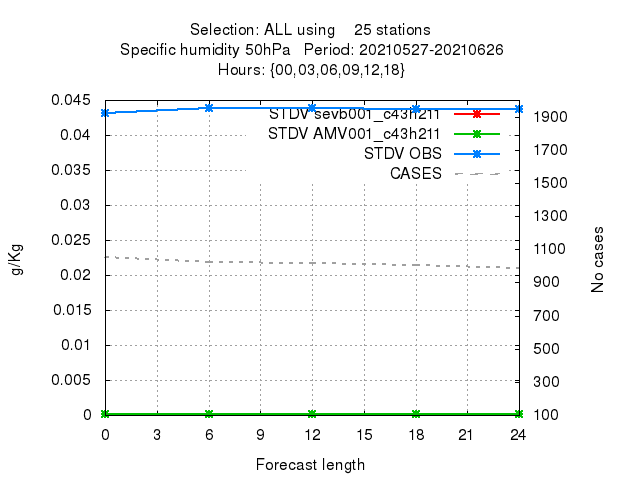 Selection: ALL using 25 stations
Specific humidity 50hPa Period: 20210527-20210626
Hours: {00,03,06,09,12,18}
STDV sevb001_c43h211
STDV AMV001_c43h211
STDV OBS
CASES
0.045
0.04
0.035
0.03
0.025
0.02
0.015
0.01
0.005
0
g/Kg
1900
1700
1500
1300
1100
900
700
500
300
100
No cases
0 3 6 9 12 15 18 21 24
Forecast length